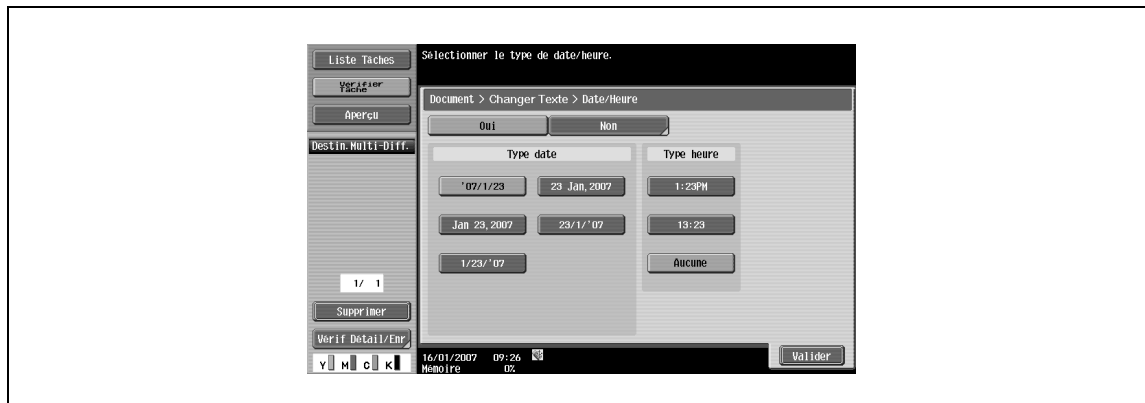 Liste Tâches
Sélectionner le type de date/heure.
Vérifier
Tâche
Document > Changer Texte > Date/Heure
Aperçu
Oui Non
Destin.Multi-Diff.
Type date Type heure
'07/1/23 23 Jan,2007 1:23PM
Jan 23,2007 23/1/'07 13:23
1/23/'07 Aucune
1/ 1
Supprimer
Vérif Détail/Enr
16/01/2007 09:26
Valider
Y M C K
Mémoire 0%